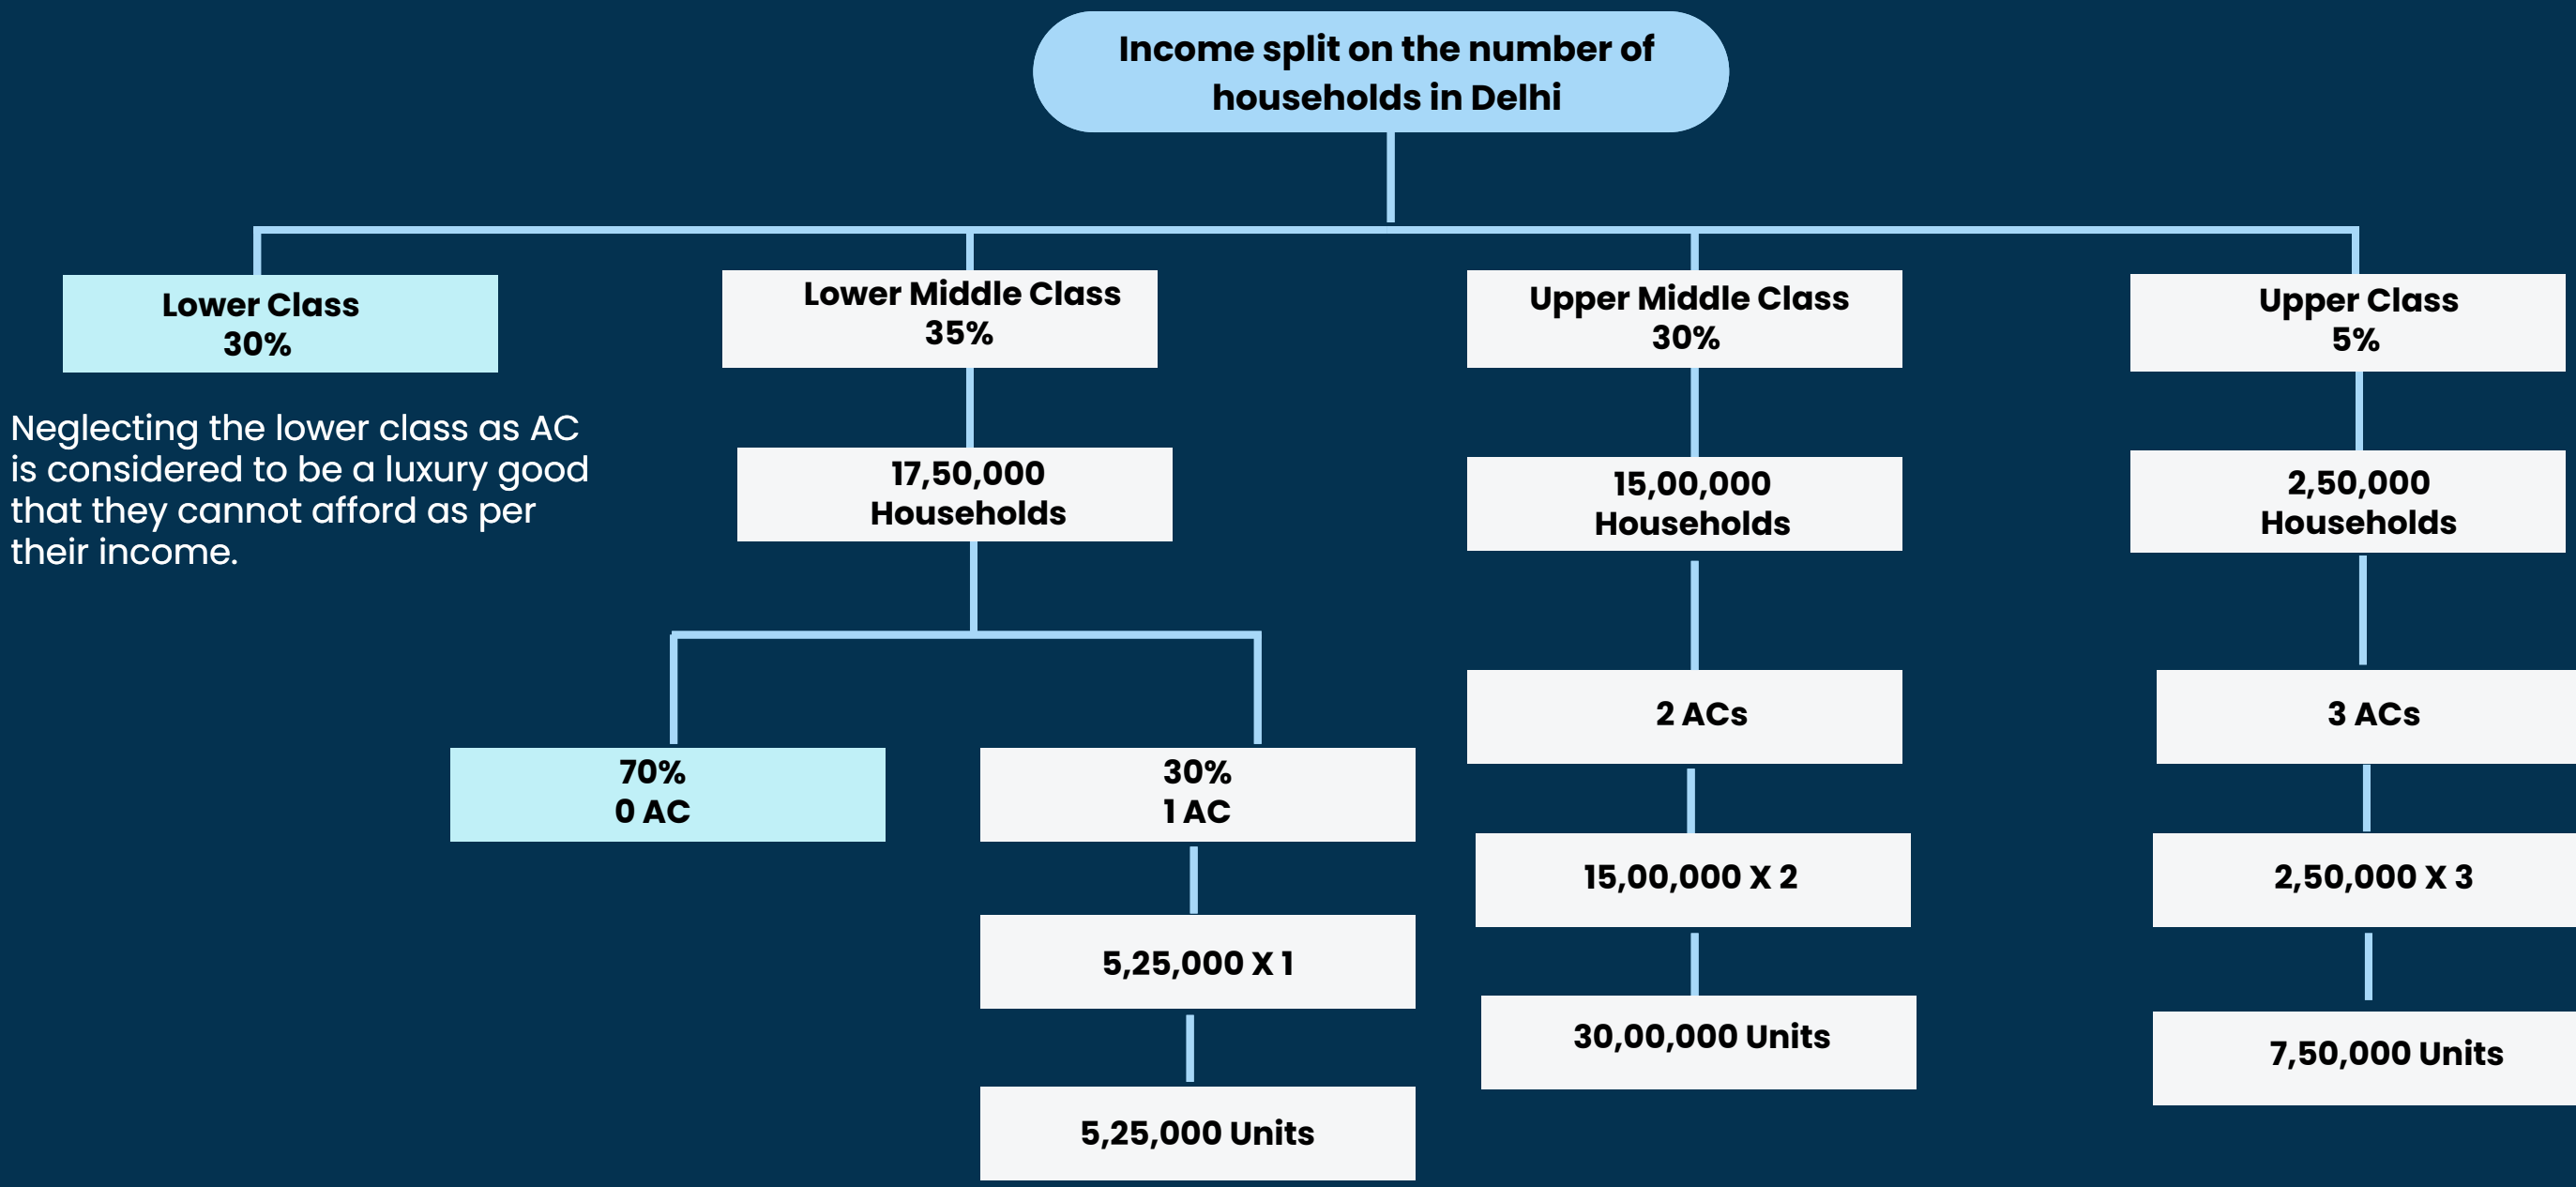 Income split on the number of
households in Delhi
Lower Class
30%
Neglecting the lower class as AC
is considered to be a luxury good
that they cannot afford as per
their income.
Lower Middle Class
35%
17,50,000
Households
70%
0 AC
30%
1 AC
5,25,000 X 1
5,25,000 Units
Upper Middle Class
30%
15,00,000
Households
2 ACs
15,00,000 X 2
30,00,000 Units
Upper Class
5%
2,50,000
Households
3 ACs
2,50,000 X 3
7,50,000 Units